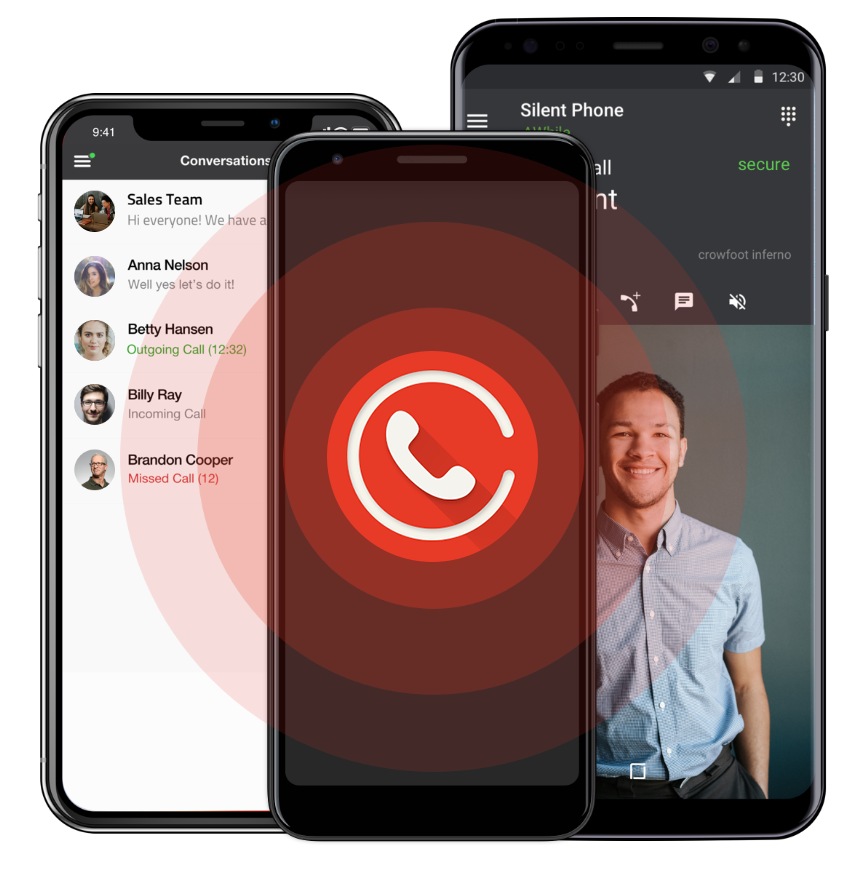 9:41
Conversations
Sales Team
Hi everyone! We have a
Anna Nelson
Well yes let's do it!
Betty Hansen
Outgoing Call (12:32)
Billy Ray
Incoming Call
Brandon Cooper
Missed Call (12)
12:30
Silent Phone
all
secure
nt
crowfoot inferno